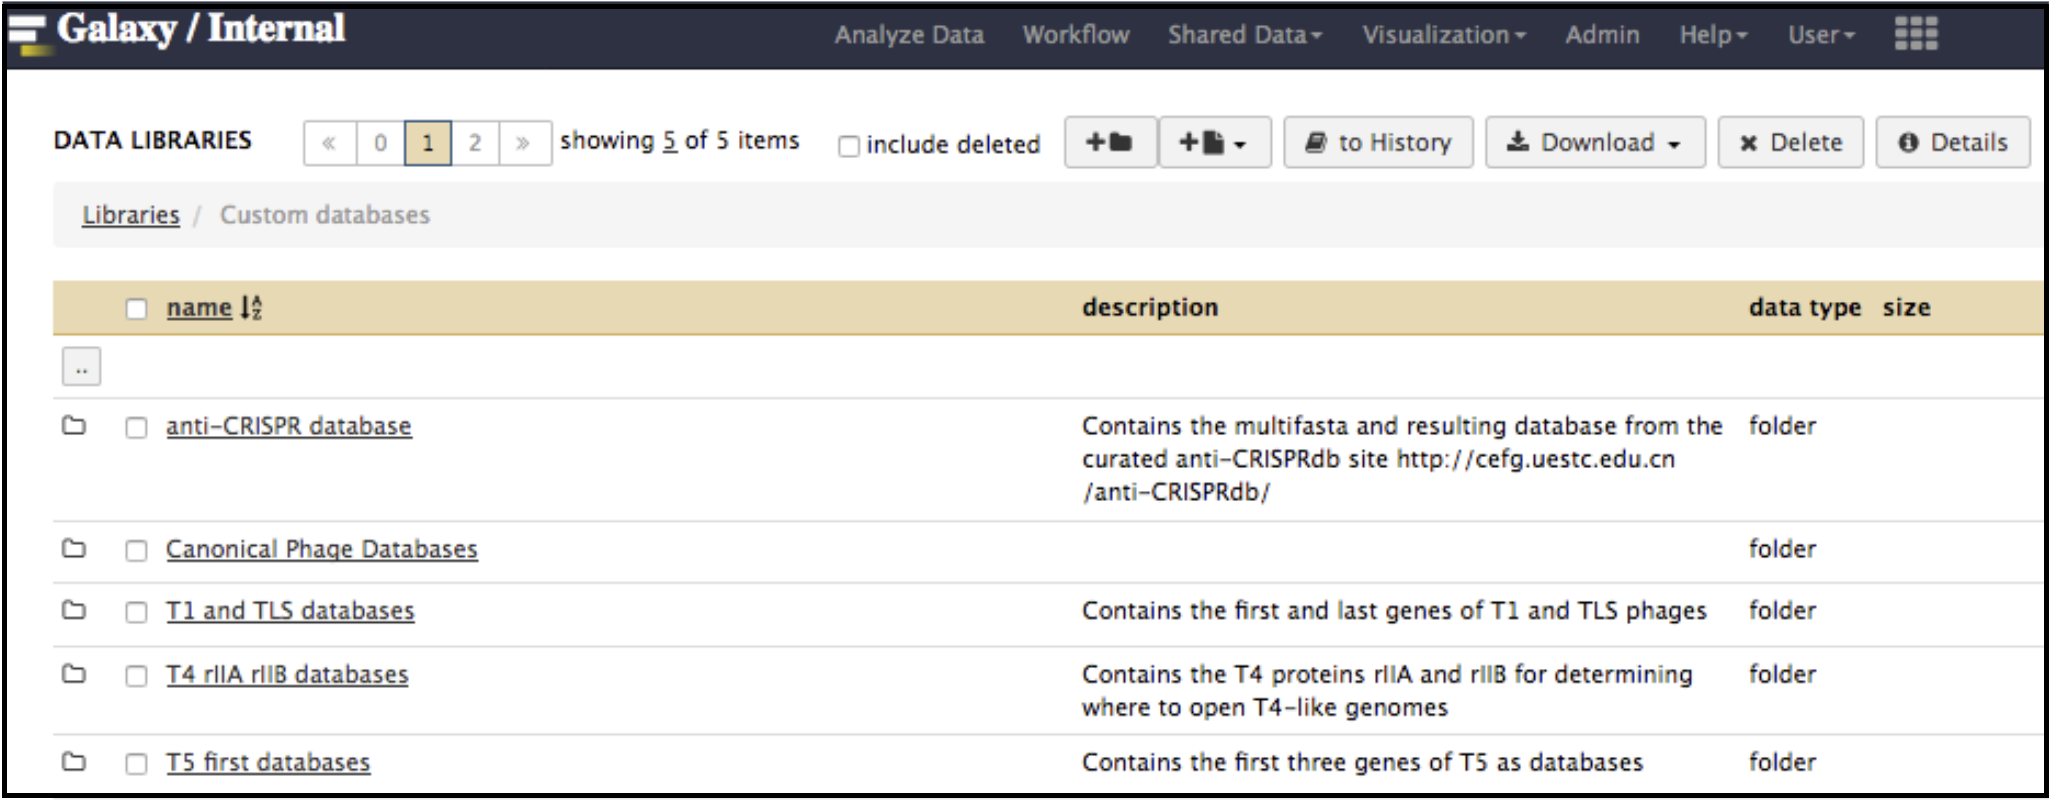 Galaxy / Internal
Analyze Data Workflow Shared Data Visualization Admin Help User
DATA LIBRARIES « 0 1 2 » showing 5 of 5 items include deleted to History Download Delete Details
Libraries / Custom databases
name description data type size
..
anti-CRISPR database Contains the multifasta and resulting database from the folder
curated anti-CRISPRdb site http://cefg.uestc.edu.cn
/anti-CRISPRdb/
Canonical Phage Databases folder
T1 and TLS databases Contains the first and last genes of T1 and TLS phages folder
T4 rIIA rIIB databases Contains the T4 proteins rIIA and rIIB for determining folder
where to open T4-like genomes
T5 first databases Contains the first three genes of T5 as databases folder